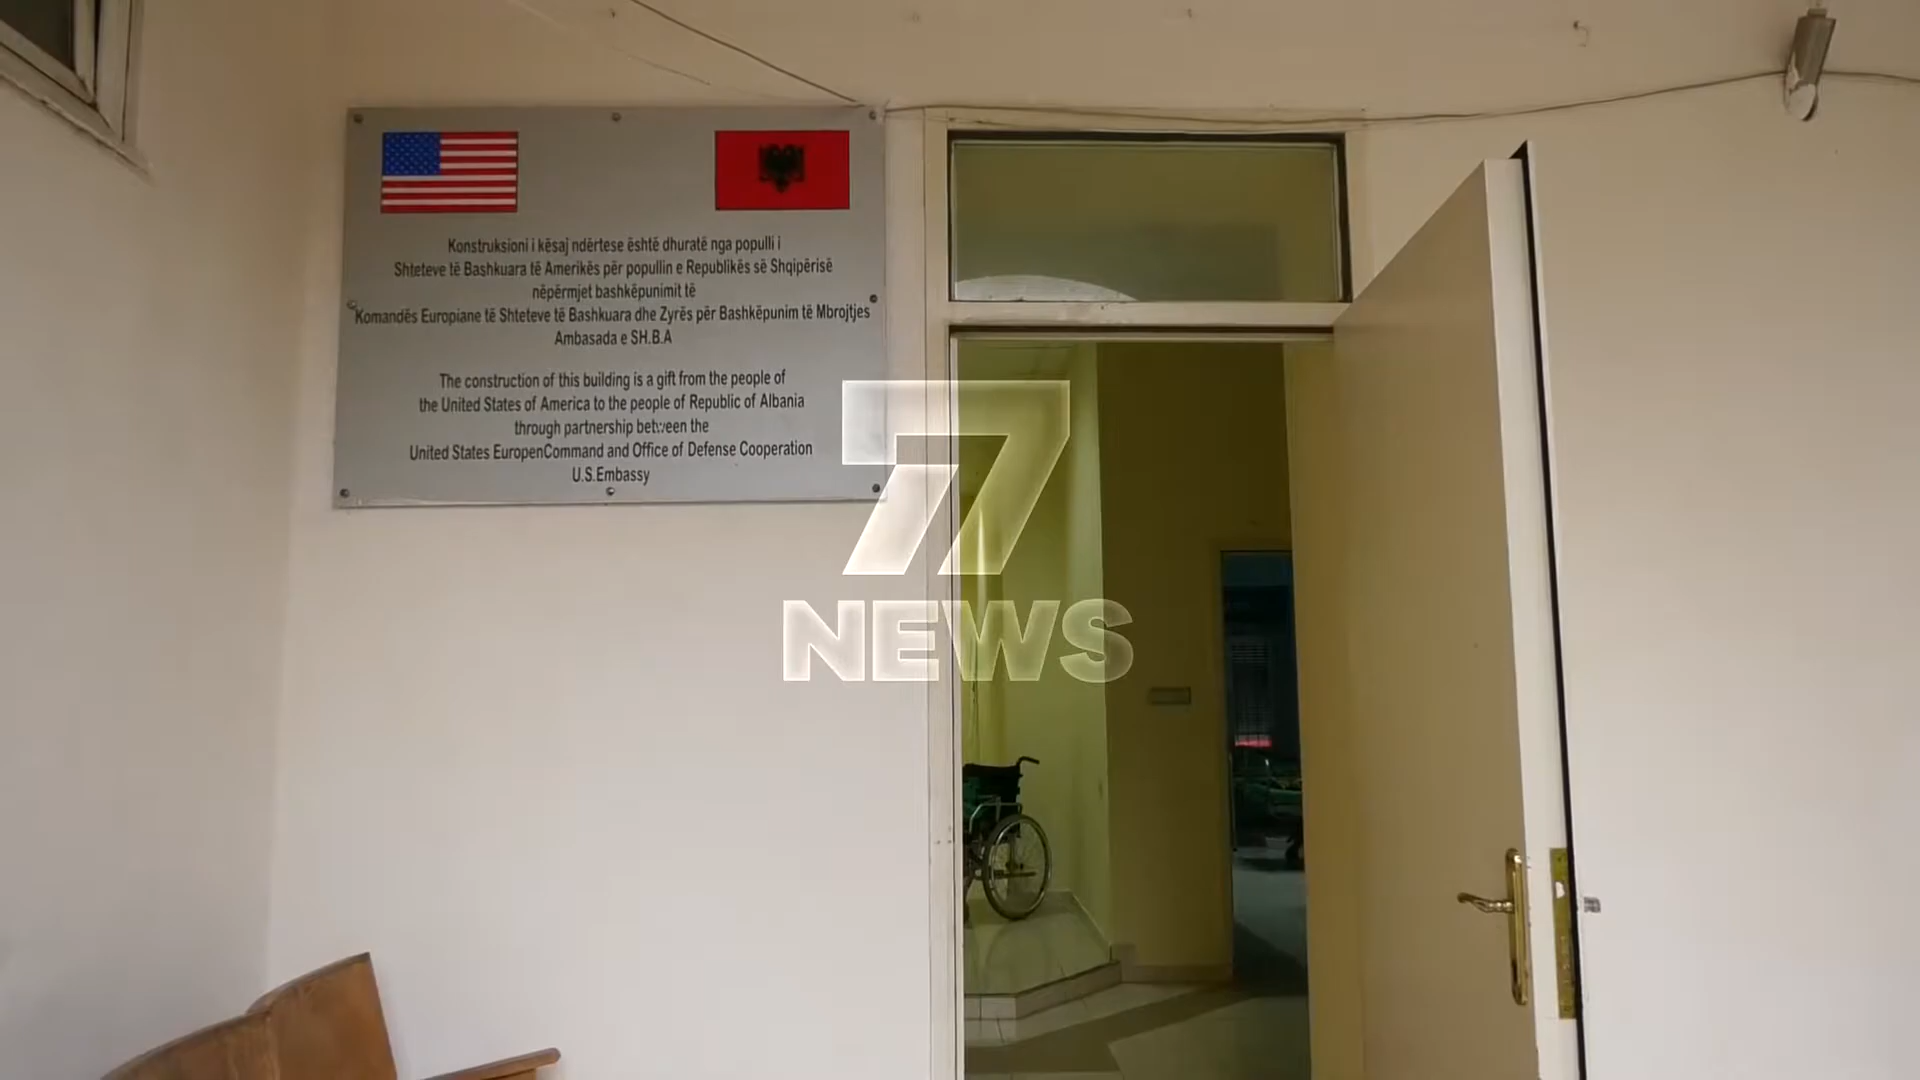 Konstruksioni i kësaj ndërtese është dhuratë nga populli i
Shteteve të Bashkuara të Amerikës për popullin e Republikës së Shqipërisë
nëpërmjet bashkëpunimit të
Komandës Europiane të Shteteve të Bashkuara dhe Zyrës për Bashkëpunim të Mbrojtjes
Ambasada e SH.B.A
The construction of this building is a gift from the people of
the United States of America to the people of Republic of Albania
through partnership between the
United States EuropenCommand and Office of Defense Cooperation
U.S.Embassy
7
NEWS